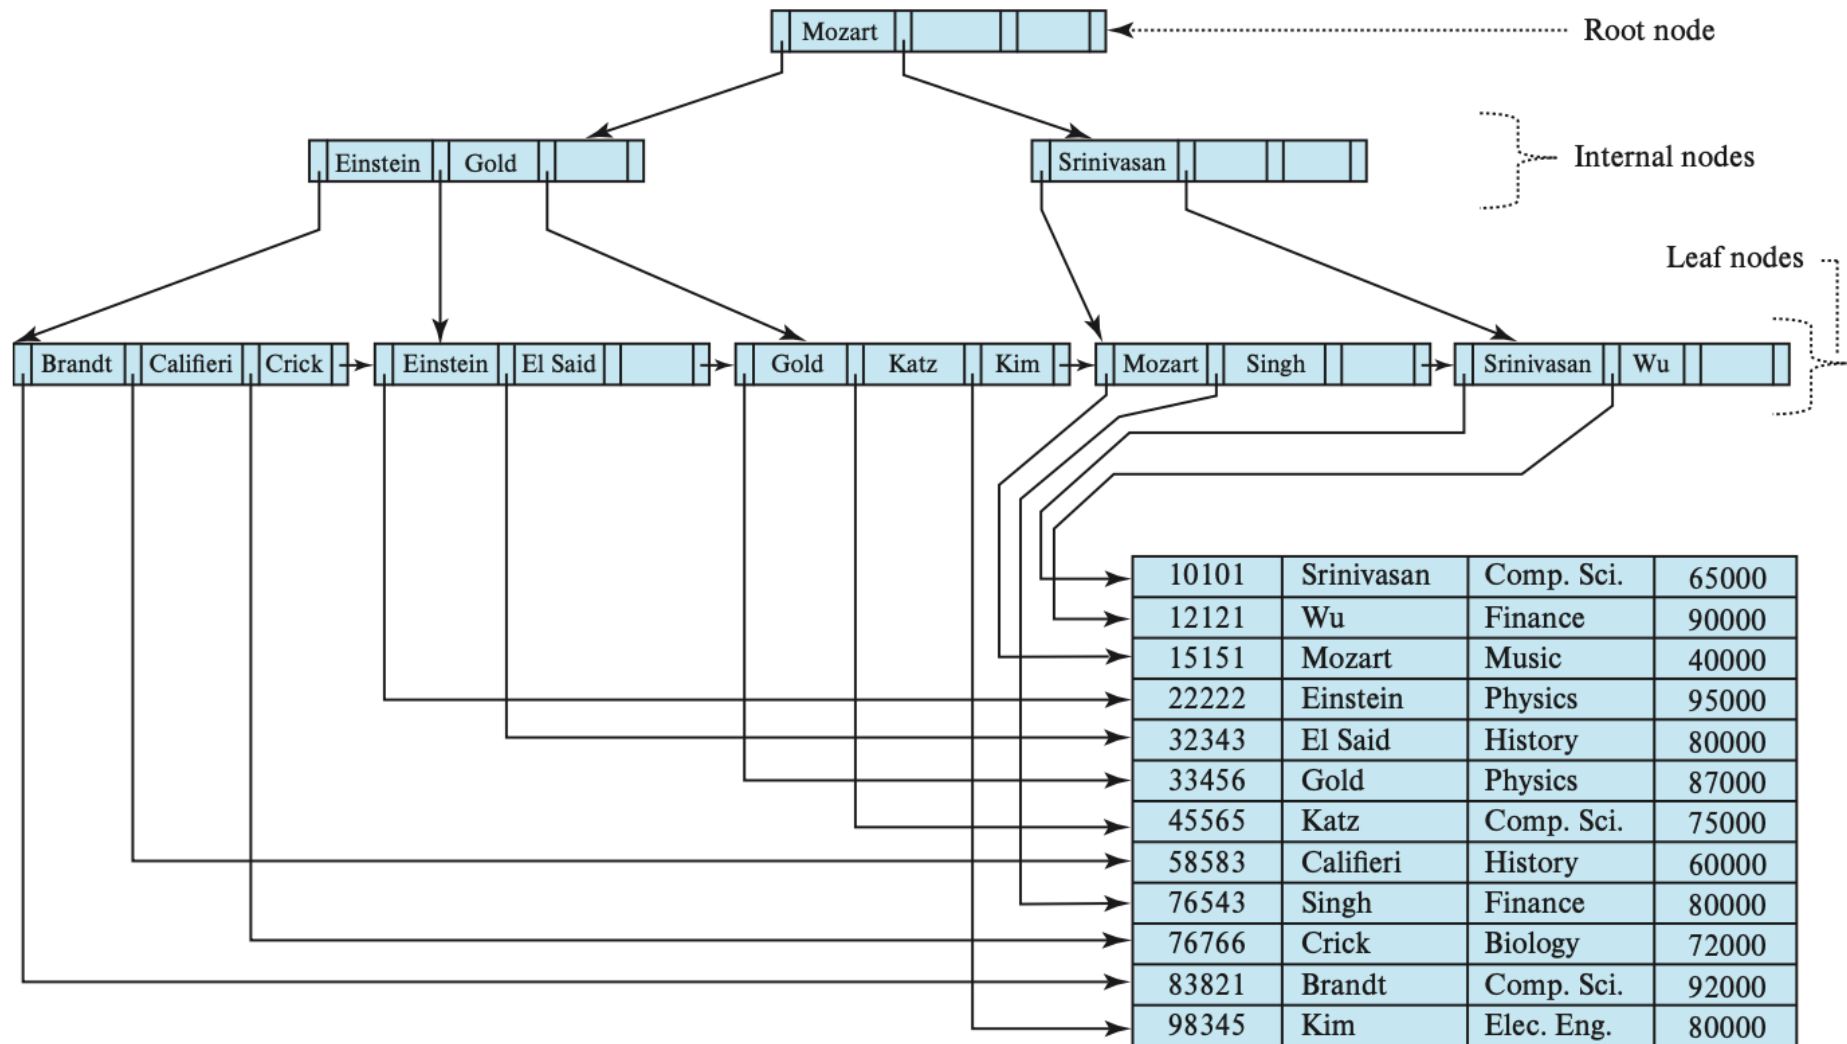 Mozart
Root node
Einstein Gold
Srinivasan
Internal nodes
Leaf nodes
Brandt Califieri Crick
Einstein El Said
Gold Katz Kim
Mozart Singh
Srinivasan Wu
10101 Srinivasan Comp. Sci. 65000
12121 Wu Finance 90000
15151 Mozart Music 40000
22222 Einstein Physics 95000
32343 El Said History 80000
33456 Gold Physics 87000
45565 Katz Comp. Sci. 75000
58583 Califieri History 60000
76543 Singh Finance 80000
76766 Crick Biology 72000
83821 Brandt Comp. Sci. 92000
98345 Kim Elec. Eng. 80000